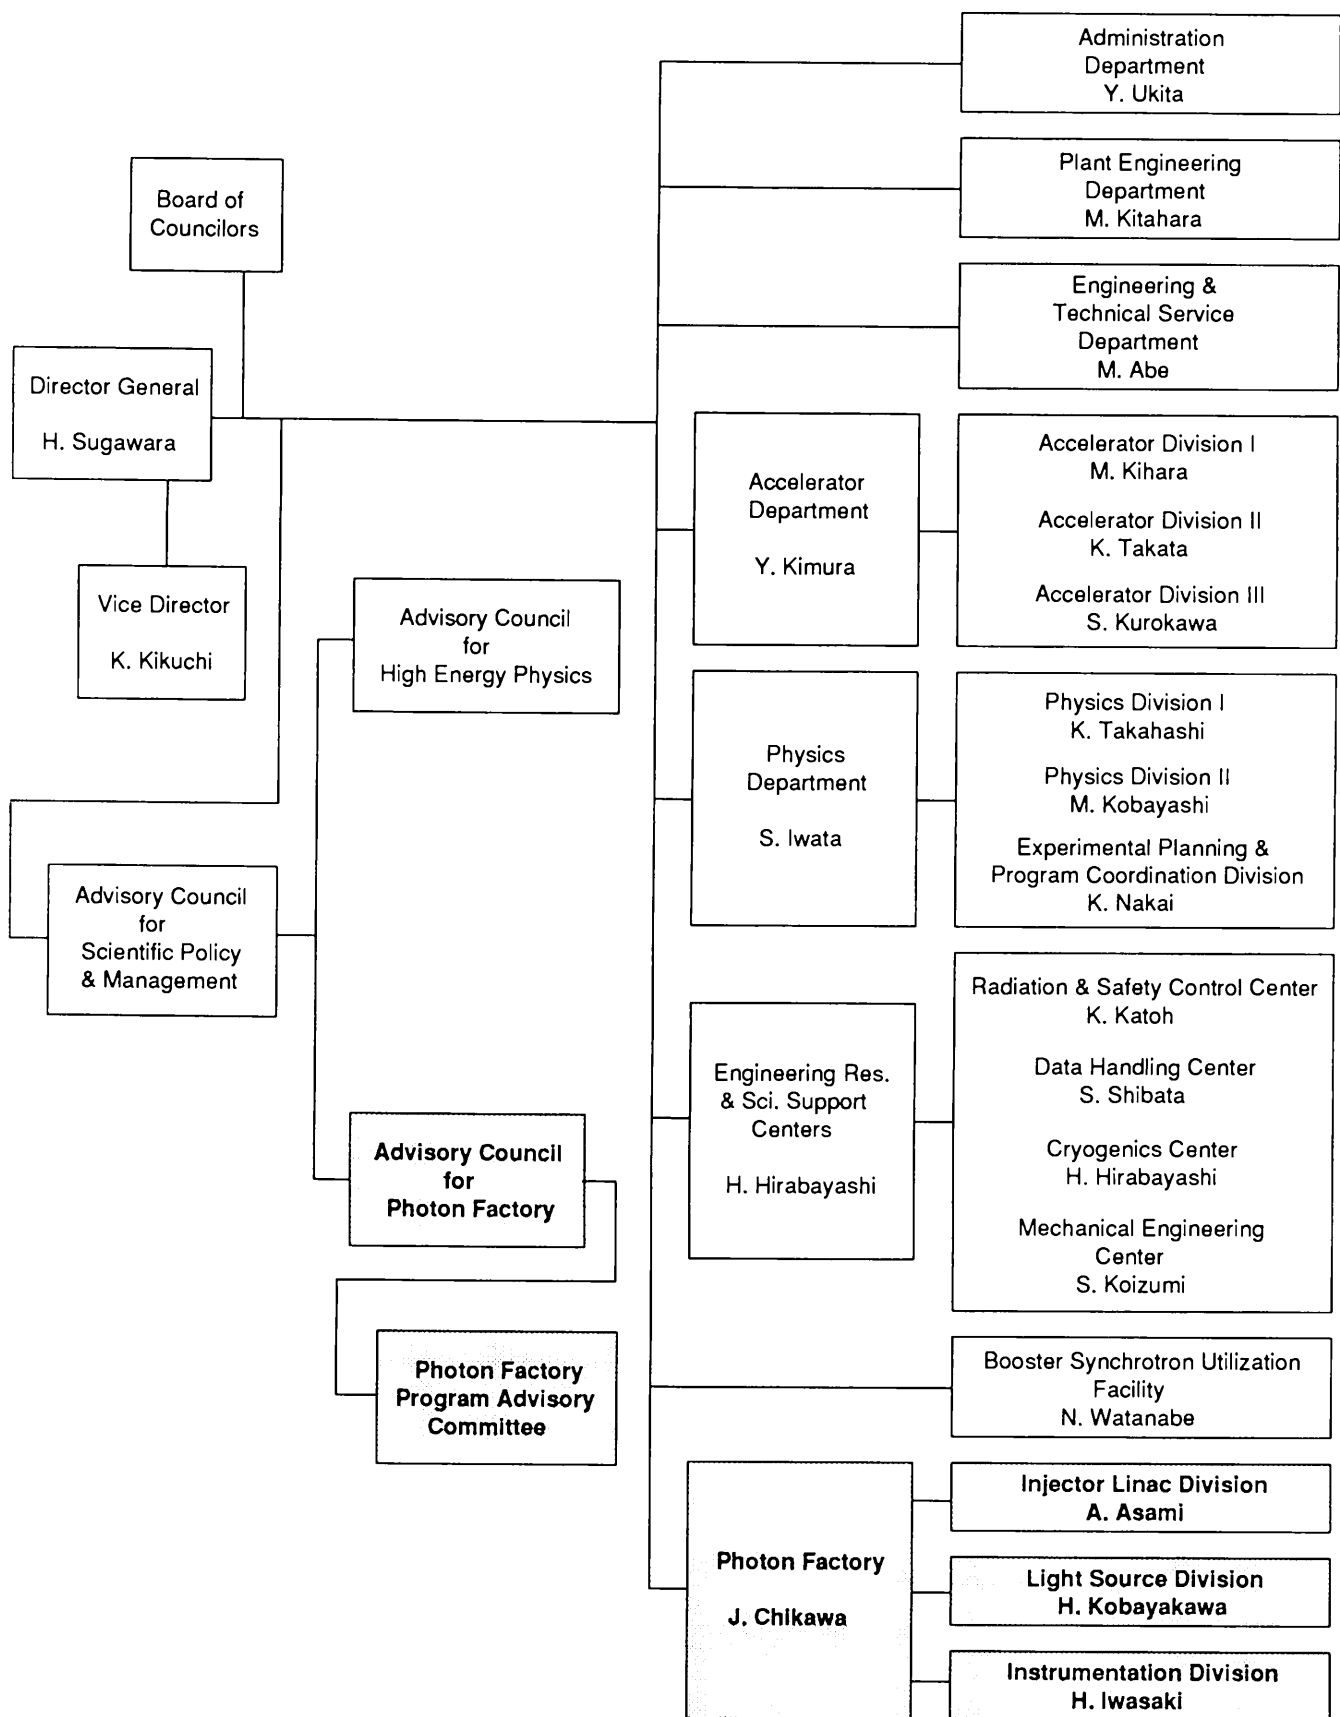 Administration
Department
Y. Ukita
Plant Engineering
Department
M. Kitahara
Board of
Councilors
Engineering &
Technical Service
Department
M. Abe
Director General
H. Sugawara
Vice Director
K. Kikuchi
Accelerator
Department
Y. Kimura
Accelerator Division I
M. Kihara
Accelerator Division II
K. Takata
Accelerator Division III
S. Kurokawa
Advisory Council
for
High Energy Physics
Physics
Department
S. Iwata
Physics Division I
K. Takahashi
Physics Division II
M. Kobayashi
Experimental Planning &
Program Coordination Division
K. Nakai
Advisory Council
for
Scientific Policy
& Management
Engineering Res.
& Sci. Support
Centers
H. Hirabayashi
Radiation & Safety Control Center
K. Katoh
Data Handling Center
S. Shibata
Cryogenics Center
H. Hirabayashi
Mechanical Engineering
Center
S. Koizumi
Advisory Council
for
Photon Factory
Photon Factory
Program Advisory
Committee
Booster Synchrotron Utilization
Facility
N. Watanabe
Photon Factory
J. Chikawa
Injector Linac Division
A. Asami
Light Source Division
H. Kobayakawa
Instrumentation Division
H. Iwasaki